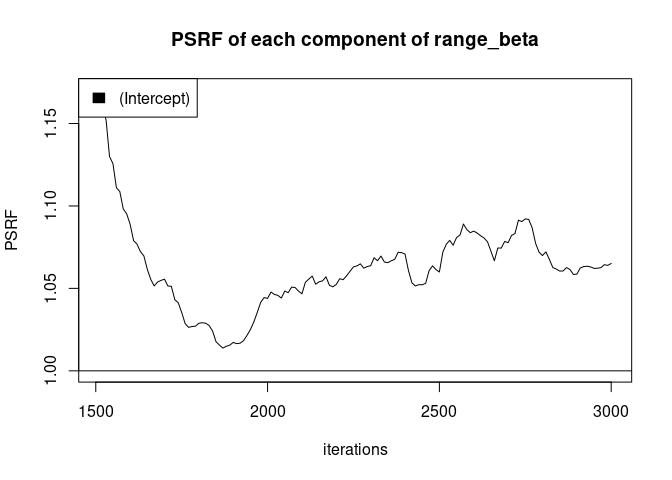 PSRF of each component of range_beta
(Intercept)
PSRF
1.15
1.10
1.05
1.00
1500 2000 2500 3000
iterations